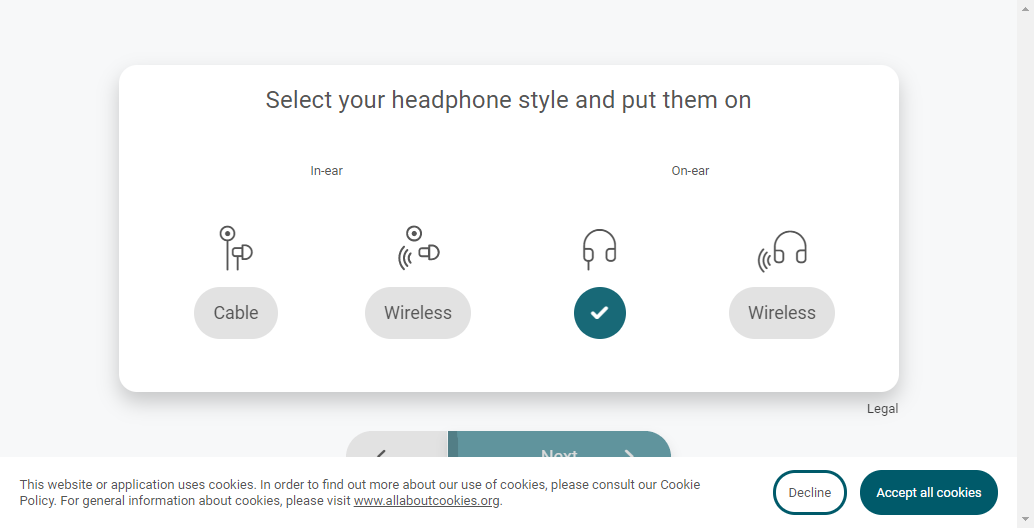 Select your headphone style and put them on
In-ear
On-ear
Cable
Wireless
Wireless
Legal
Next
This website or application uses cookies. In order to find out more about our use of cookies, please consult our Cookie
Policy. For general information about cookies, please visit www.allaboutcookies.org.
Decline
Accept all cookies